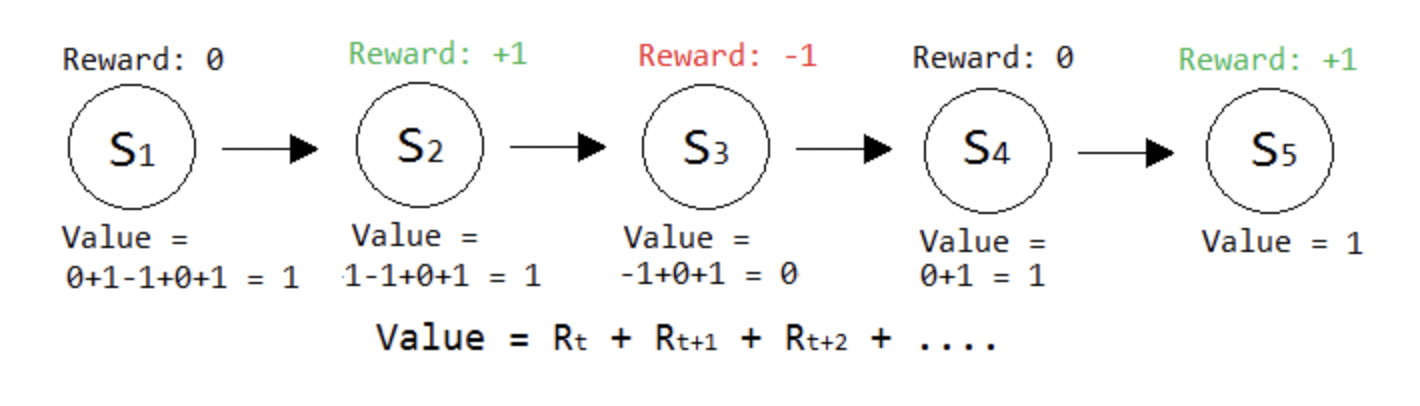 Reward: 0
Reward: +1
Reward: -1
Reward: 0
Reward: +1
S1
S2
S3
S4
S5
Value =
0+1-1+0+1 = 1
Value =
1-1+0+1 = 1
Value =
-1+0+1 = 0
Value =
0+1 = 1
Value = 1
Value = Rt + Rt+1 + Rt+2 + ....